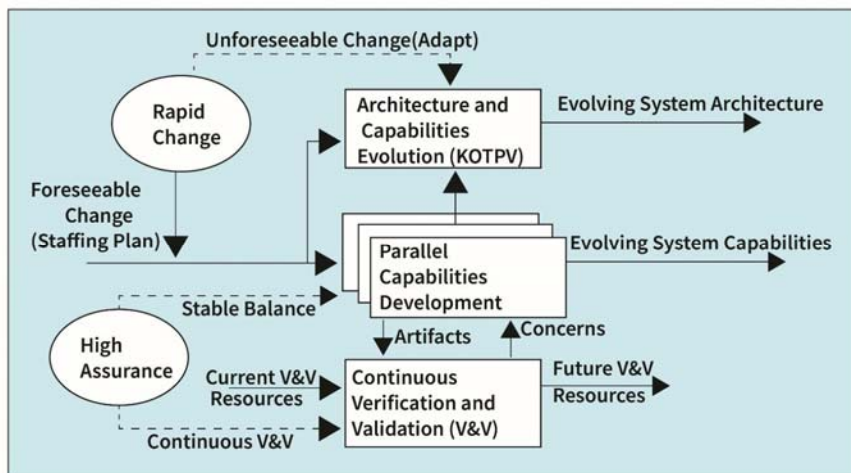 Unforeseeable Change(Adapt)
Rapid
Change
Architecture and
Capabilities
Evolution (KOTPV)
Evolving System Architecture
Foreseeable
Change
(Staffing Plan)
Parallel
Capabilities
Development
Evolving System Capabilities
Stable Balance
Artifacts
Concerns
High
Assurance
Current V&V
Resources
Continuous
Verification and
Validation (V&V)
Future V&V
Resources
Continuous V&V